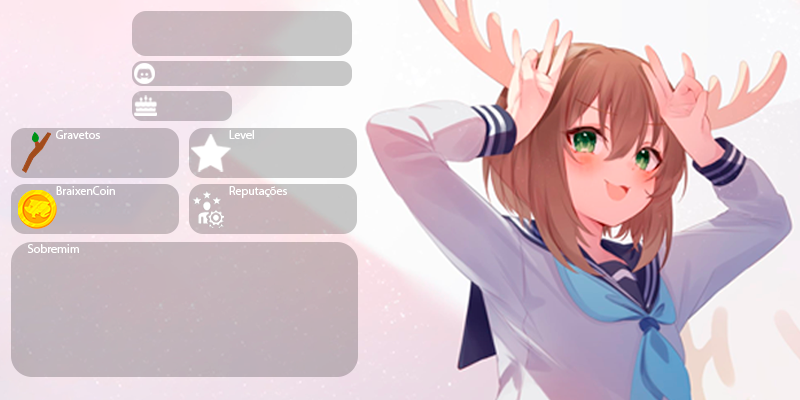 Gravetos
Level
BraixenCoin
Reputações
Sobremim